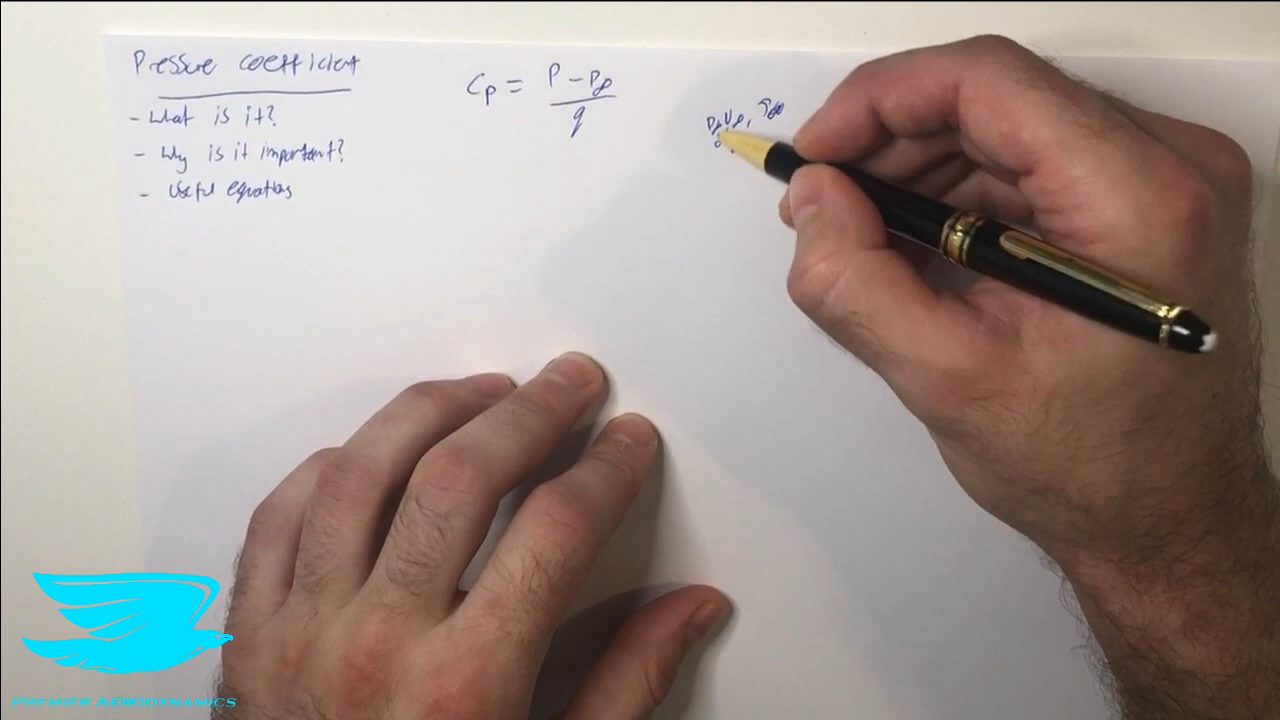 Pressure coefficient
- What is it?
- Why is it important?
- Useful equations
Cp = P - P∞ / q
P∞ U∞, T∞
PREMIER AERODYNAMICS